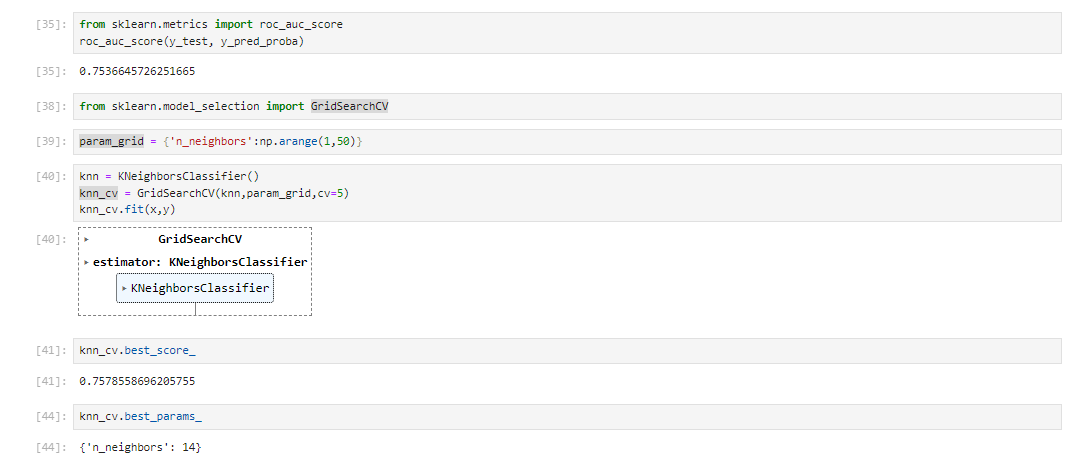 [35]: from sklearn.metrics import roc_auc_score
roc_auc_score(y_test, y_pred_proba)
[35]: 0.7536645726251665
[38]: from sklearn.model_selection import GridSearchCV
[39]: param_grid = {'n_neighbors':np.arange(1,50)}
[40]: knn = KNeighborsClassifier()
knn_cv = GridSearchCV(knn,param_grid,cv=5)
knn_cv.fit(x,y)
[40]: ▸ GridSearchCV
▸ estimator: KNeighborsClassifier
▸ KNeighborsClassifier
[41]: knn_cv.best_score_
[41]: 0.7578558696205755
[44]: knn_cv.best_params_
[44]: {'n_neighbors': 14}